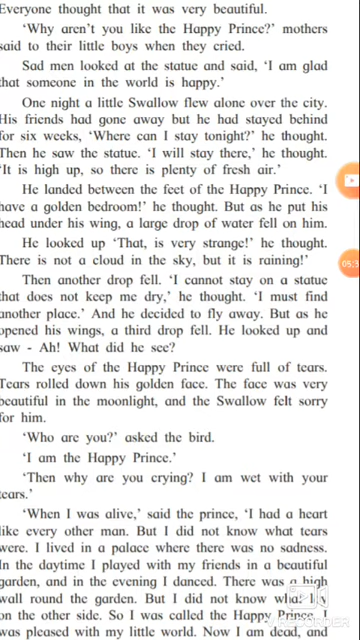 Everyone thought that it was very beautiful.
'Why aren't you like the Happy Prince?' mothers
said to their little boys when they cried.
Sad men looked at the statue and said, 'I am glad
that someone in the world is happy.'
One night a little Swallow flew alone over the city.
His friends had gone away but he had stayed behind
for six weeks, 'Where can I stay tonight?' he thought.
Then he saw the statue. 'I will stay there,' he thought.
'It is high up, so there is plenty of fresh air.'
He landed between the feet of the Happy Prince. 'I
have a golden bedroom!' he thought. But as he put his
head under his wing, a large drop of water fell on him.
He looked up 'That, is very strange!' he thought.
There is not a cloud in the sky, but it is raining!'
Then another drop fell. 'I cannot stay on a statue
that does not keep me dry,' he thought. 'I must find
another place.' And he decided to fly away. But as he
opened his wings, a third drop fell. He looked up and
saw - Ah! What did he see?
The eyes of the Happy Prince were full of tears.
Tears rolled down his golden face. The face was very
beautiful in the moonlight, and the Swallow felt sorry
for him.
'Who are you?' asked the bird.
'I am the Happy Prince.'
'Then why are you crying? I am wet with your
tears.'
'When I was alive,' said the prince, 'I had a heart
like every other man. But I did not know what tears
were. I lived in a palace where there was no sadness.
In the daytime I played with my friends in a beautiful
garden, and in the evening I danced. There was a high
wall round the garden. But I did not know what
on the other side. So I was called the Happy Prince. I
was pleased with my little world. Now I am dead, and